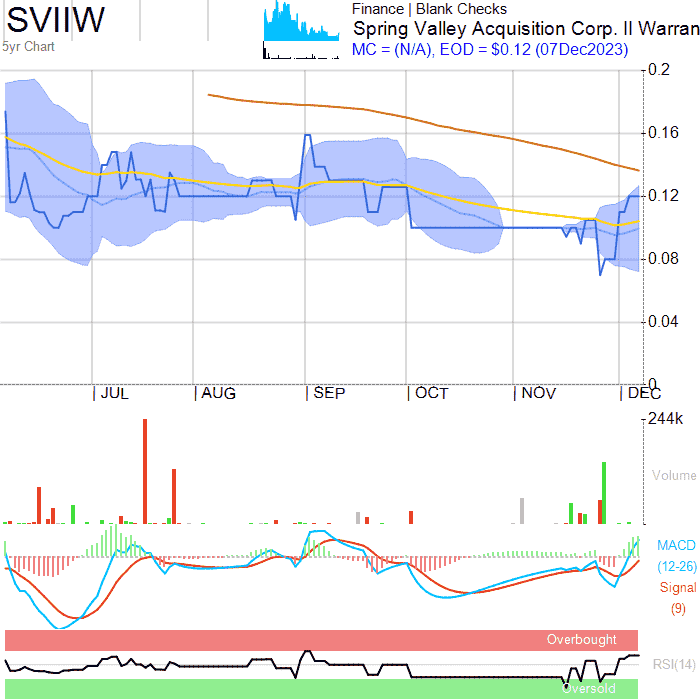 SVIIW
5yr Chart
Finance | Blank Checks
Spring Valley Acquisition Corp. II Warran
MC = (N/A), EOD = $0.12 (07Dec2023)
0.2
0.16
0.12
0.08
0.04
0
JUL AUG SEP OCT NOV DEC
244k
Volume
MACD
(12-26)
Signal
(9)
Overbought
RSI(14)
Oversold